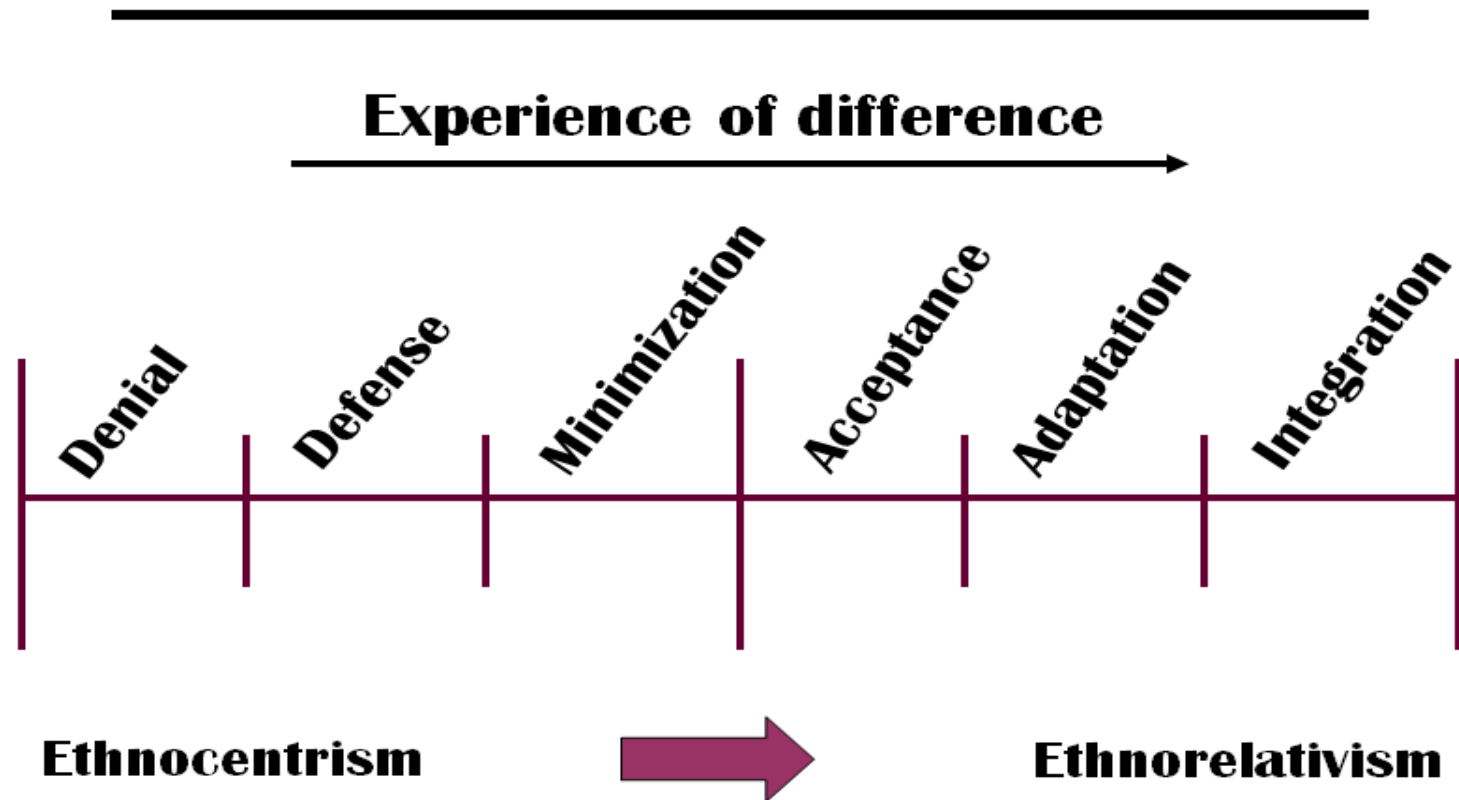 Experience of difference
Denial
Defense
Minimization
Acceptance
Adaptation
Integration
Ethnocentrism
Ethnorelativism